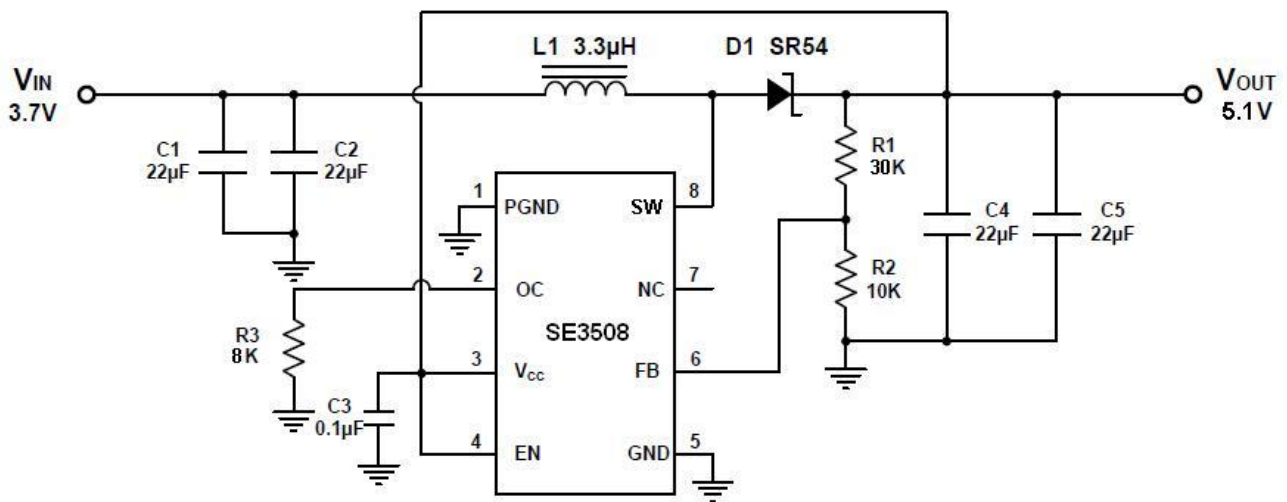 L1 3.3µH
D1 SR54
VIN
3.7V
VOUT
5.1V
C1
22µF
C2
22µF
R1
30K
1
PGND
SW
8
C4
22µF
C5
22µF
2
OC
NC
7
R2
10K
R3
8K
SE3508
3
VCC
FB
6
C3
0.1µF
4
EN
GND
5